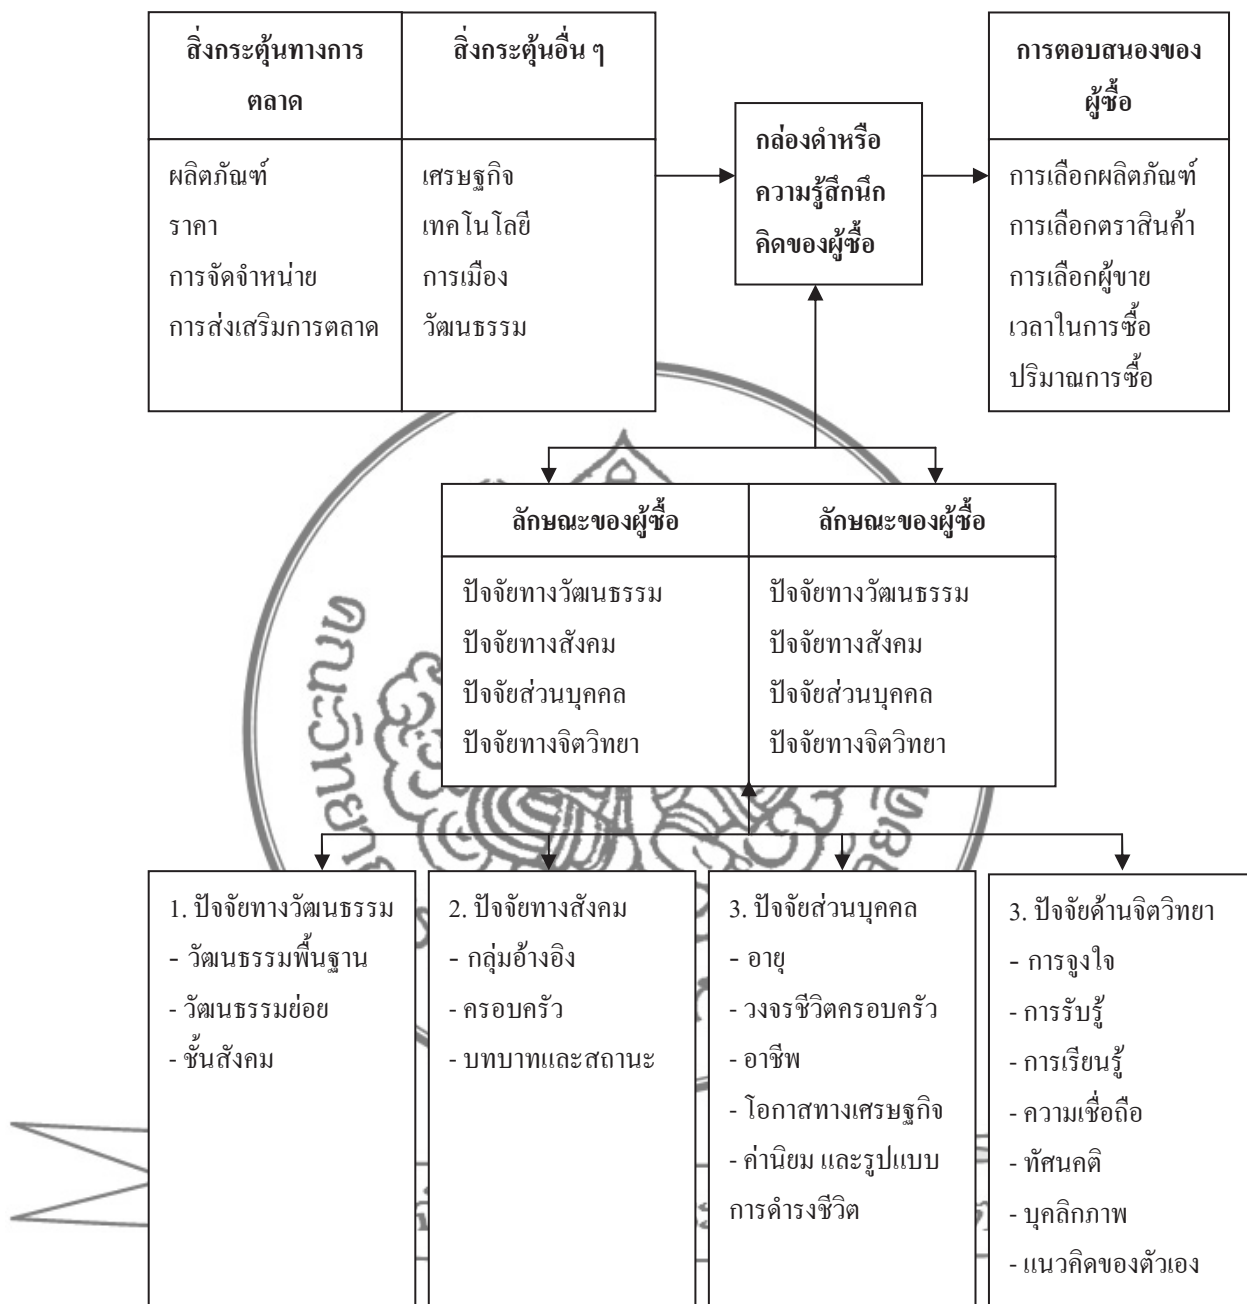 สิ่งกระตุ้นทางการ
ตลาด
ผลิตภัณฑ์
ราคา
การจัดจำหน่าย
การส่งเสริมการตลาด
สิ่งกระตุ้นอื่น ๆ
เศรษฐกิจ
เทคโนโลยี
การเมือง
วัฒนธรรม
กล่องดำหรือ
ความรู้สึกนึก
คิดของผู้ซื้อ
การตอบสนองของ
ผู้ซื้อ
การเลือกผลิตภัณฑ์
การเลือกตราสินค้า
การเลือกผู้ขาย
เวลาในการซื้อ
ปริมาณการซื้อ
ลักษณะของผู้ซื้อ
ปัจจัยทางวัฒนธรรม
ปัจจัยทางสังคม
ปัจจัยส่วนบุคคล
ปัจจัยทางจิตวิทยา
ลักษณะของผู้ซื้อ
ปัจจัยทางวัฒนธรรม
ปัจจัยทางสังคม
ปัจจัยส่วนบุคคล
ปัจจัยทางจิตวิทยา
1. ปัจจัยทางวัฒนธรรม
- วัฒนธรรมพื้นฐาน
- วัฒนธรรมย่อย
- ชั้นสังคม
2. ปัจจัยทางสังคม
- กลุ่มอ้างอิง
- ครอบครัว
- บทบาทและสถานะ
3. ปัจจัยส่วนบุคคล
- อายุ
- วงจรชีวิตครอบครัว
- อาชีพ
- โอกาสทางเศรษฐกิจ
- ค่านิยม และรูปแบบ
การดำรงชีวิต
3. ปัจจัยด้านจิตวิทยา
- การจูงใจ
- การรับรู้
- การเรียนรู้
- ความเชื่อถือ
- ทัศนคติ
- บุคลิกภาพ
- แนวคิดของตัวเอง